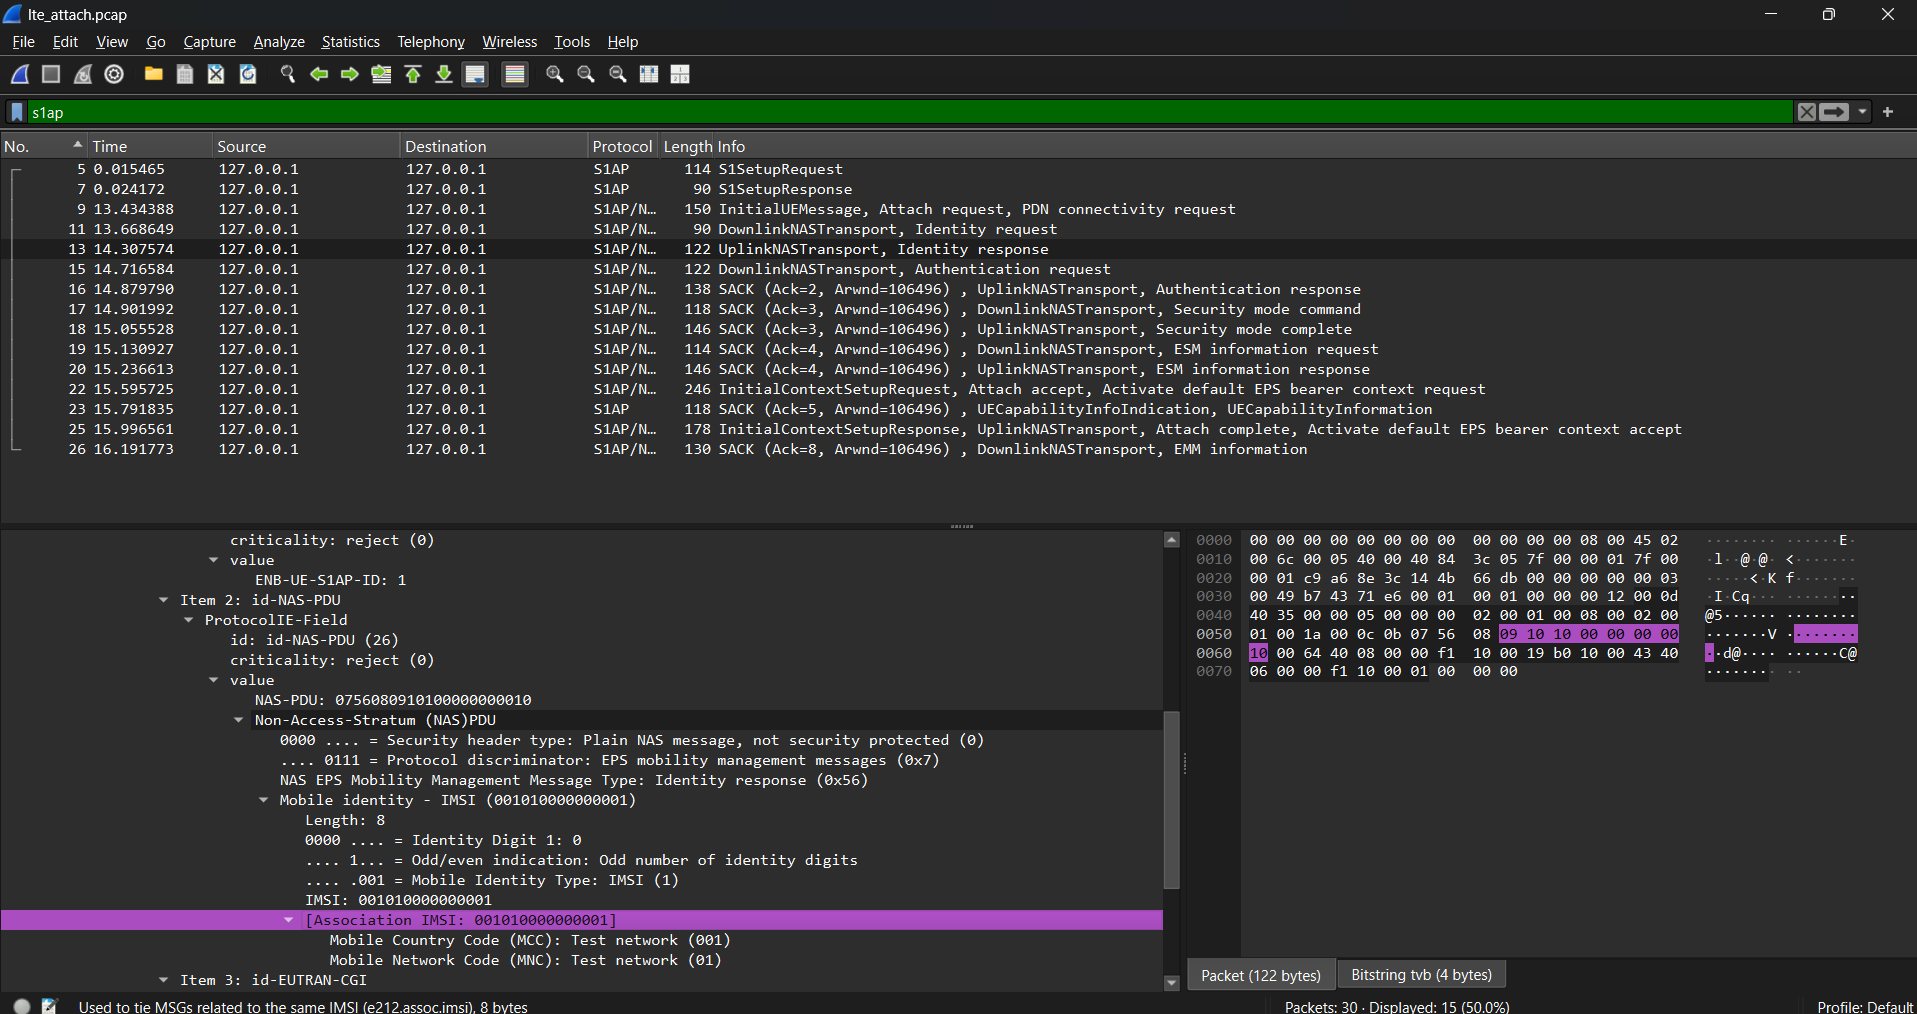 lte_attach.pcap
File Edit View Go Capture Analyze Statistics Telephony Wireless Tools Help
s1ap
No. Time Source Destination Protocol Length Info
5 0.015465 127.0.0.1 127.0.0.1 S1AP 114 S1SetupRequest
7 0.024172 127.0.0.1 127.0.0.1 S1AP 90 S1SetupResponse
9 13.434388 127.0.0.1 127.0.0.1 S1AP/N… 150 InitialUEMessage, Attach request, PDN connectivity request
11 13.668649 127.0.0.1 127.0.0.1 S1AP/N… 90 DownlinkNASTransport, Identity request
13 14.307574 127.0.0.1 127.0.0.1 S1AP/N… 122 UplinkNASTransport, Identity response
15 14.716584 127.0.0.1 127.0.0.1 S1AP/N… 122 DownlinkNASTransport, Authentication request
16 14.879790 127.0.0.1 127.0.0.1 S1AP/N… 138 SACK (Ack=2, Arwnd=106496) , UplinkNASTransport, Authentication response
17 14.901992 127.0.0.1 127.0.0.1 S1AP/N… 118 SACK (Ack=3, Arwnd=106496) , DownlinkNASTransport, Security mode command
18 15.055528 127.0.0.1 127.0.0.1 S1AP/N… 146 SACK (Ack=3, Arwnd=106496) , UplinkNASTransport, Security mode complete
19 15.130927 127.0.0.1 127.0.0.1 S1AP/N… 114 SACK (Ack=4, Arwnd=106496) , DownlinkNASTransport, ESM information request
20 15.236613 127.0.0.1 127.0.0.1 S1AP/N… 146 SACK (Ack=4, Arwnd=106496) , UplinkNASTransport, ESM information response
22 15.595725 127.0.0.1 127.0.0.1 S1AP/N… 246 InitialContextSetupRequest, Attach accept, Activate default EPS bearer context request
23 15.791835 127.0.0.1 127.0.0.1 S1AP 118 SACK (Ack=5, Arwnd=106496) , UECapabilityInfoIndication, UECapabilityInformation
25 15.996561 127.0.0.1 127.0.0.1 S1AP/N… 178 InitialContextSetupResponse, UplinkNASTransport, Attach complete, Activate default EPS bearer context accept
26 16.191773 127.0.0.1 127.0.0.1 S1AP/N… 130 SACK (Ack=8, Arwnd=106496) , DownlinkNASTransport, EMM information
criticality: reject (0)
value
ENB-UE-S1AP-ID: 1
Item 2: id-NAS-PDU
ProtocolIE-Field
id: id-NAS-PDU (26)
criticality: reject (0)
value
NAS-PDU: 0756080910100000000010
Non-Access-Stratum (NAS)PDU
0000 .... = Security header type: Plain NAS message, not security protected (0)
.... 0111 = Protocol discriminator: EPS mobility management messages (0x7)
NAS EPS Mobility Management Message Type: Identity response (0x56)
Mobile identity - IMSI (001010000000001)
Length: 8
0000 .... = Identity Digit 1: 0
.... 1... = Odd/even indication: Odd number of identity digits
.... .001 = Mobile Identity Type: IMSI (1)
IMSI: 001010000000001
[Association IMSI: 001010000000001]
Mobile Country Code (MCC): Test network (001)
Mobile Network Code (MNC): Test network (01)
Item 3: id-EUTRAN-CGI
0000 00 00 00 00 00 00 00 00 00 00 00 00 08 00 45 02 ········ ······E·
0010 00 6c 00 05 40 00 40 84 3c 05 7f 00 00 01 7f 00 ·l··@·@· <·······
0020 00 01 c9 a6 8e 3c 14 4b 66 db 00 00 00 00 00 03 ·····<·K f·······
0030 00 49 b7 43 71 e6 00 01 00 01 00 00 00 12 00 0d ·I·Cq··· ········
0040 40 35 00 00 05 00 00 00 02 00 01 00 08 00 02 00 @5······ ········
0050 01 00 1a 00 0c 0b 07 56 08 09 10 10 00 00 00 00 ·······V ········
0060 10 00 64 40 08 00 00 f1 10 00 19 b0 10 00 43 40 ··d@···· ······C@
0070 06 00 00 f1 10 00 01 00 00 00 ········ ··
Packet (122 bytes) Bitstring tvb (4 bytes)
Used to tie MSGs related to the same IMSI (e212.assoc.imsi), 8 bytes Packets: 30 · Displayed: 15 (50.0%) Profile: Default